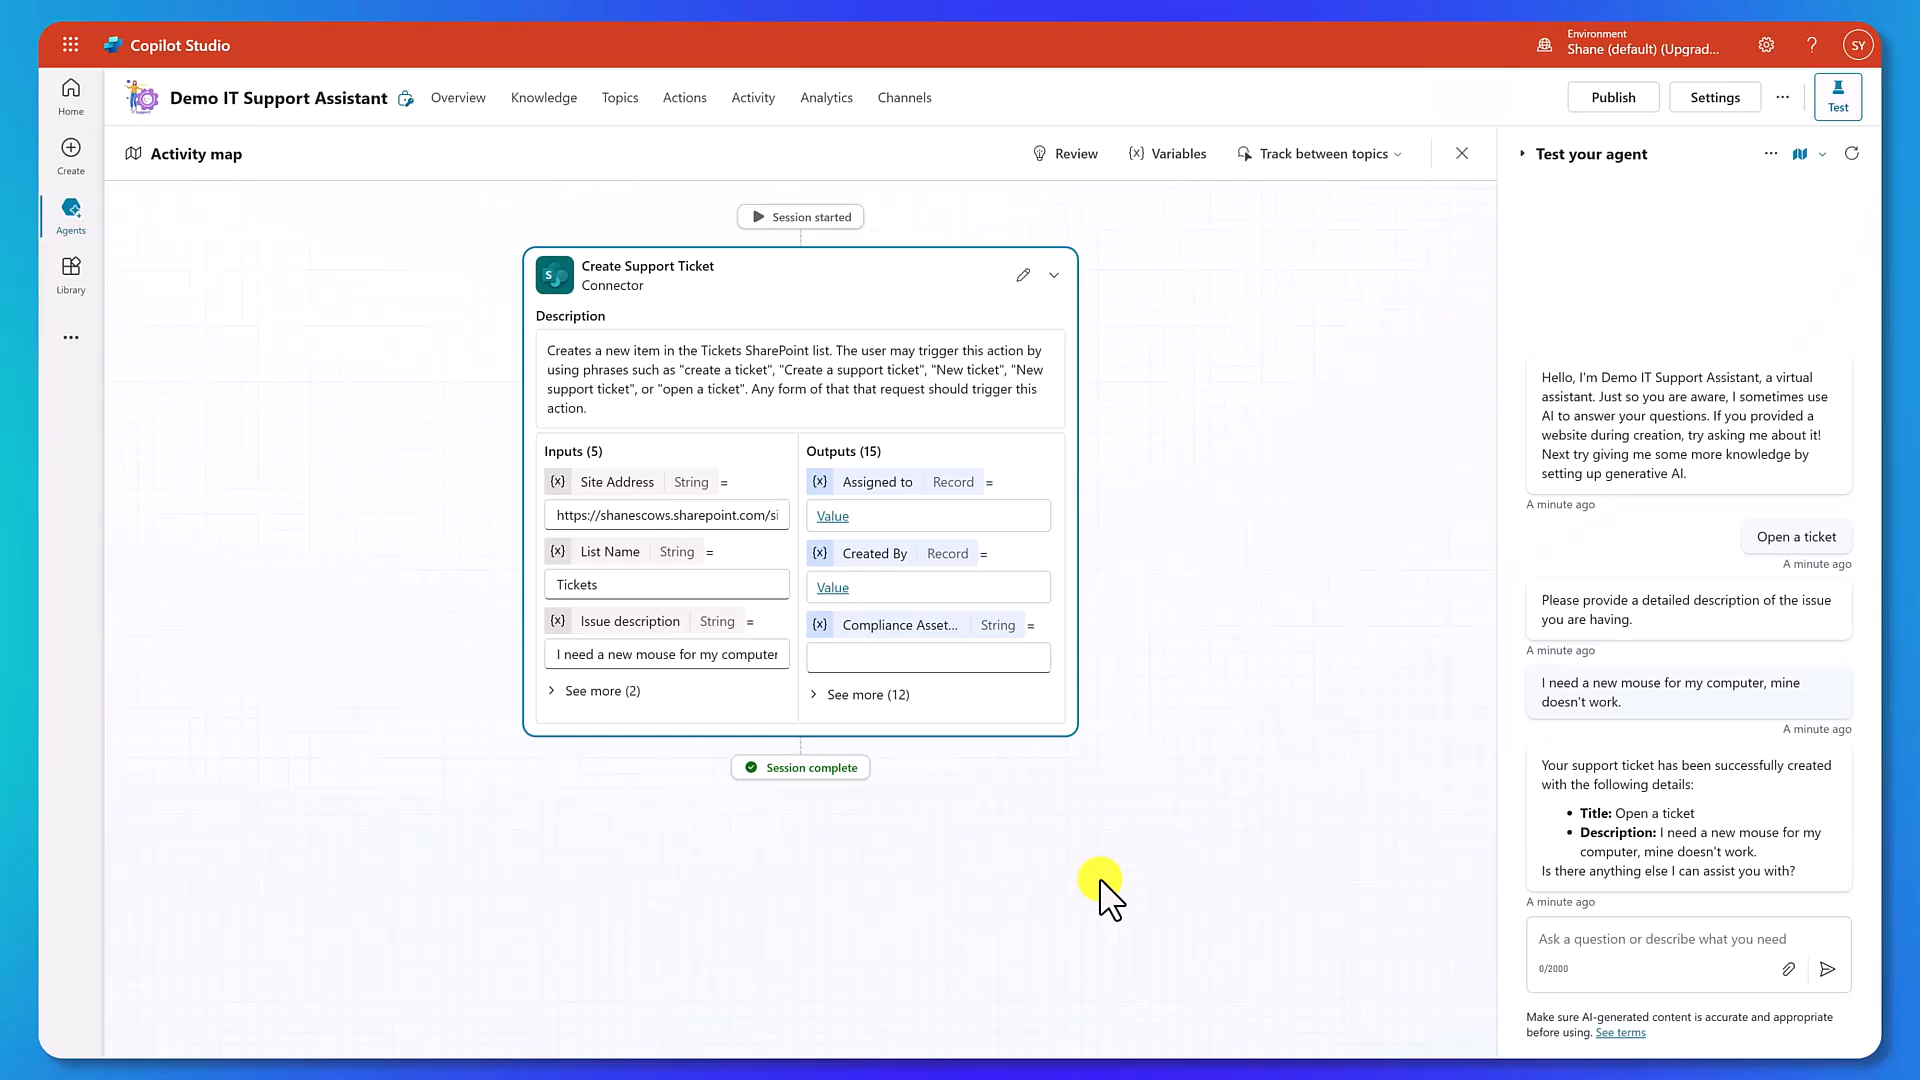 Copilot Studio
Environment
Shane (default) (Upgrad...
SY
Home
Create
Agents
Library
Demo IT Support Assistant
Overview
Knowledge
Topics
Actions
Activity
Analytics
Channels
Publish
Settings
Test
Activity map
Review
{x} Variables
Track between topics
Session started
Create Support Ticket
Connector
Description
Creates a new item in the Tickets SharePoint list. The user may trigger this action by
using phrases such as "create a ticket", "Create a support ticket", "New ticket", "New
support ticket", or "open a ticket". Any form of that that request should trigger this
action.
Inputs (5)
{x} Site Address String =
https://shanescows.sharepoint.com/si
{x} List Name String =
Tickets
{x} Issue description String =
I need a new mouse for my computer
See more (2)
Outputs (15)
{x} Assigned to Record =
Value
{x} Created By Record =
Value
{x} Compliance Asset... String =
See more (12)
Session complete
Test your agent
Hello, I'm Demo IT Support Assistant, a virtual
assistant. Just so you are aware, I sometimes use
AI to answer your questions. If you provided a
website during creation, try asking me about it!
Next try giving me some more knowledge by
setting up generative AI.
A minute ago
Open a ticket
A minute ago
Please provide a detailed description of the issue
you are having.
A minute ago
I need a new mouse for my computer, mine
doesn't work.
A minute ago
Your support ticket has been successfully created
with the following details:
• Title: Open a ticket
• Description: I need a new mouse for my
computer, mine doesn't work.
Is there anything else I can assist you with?
A minute ago
Ask a question or describe what you need
0/2000
Make sure AI-generated content is accurate and appropriate
before using. See terms